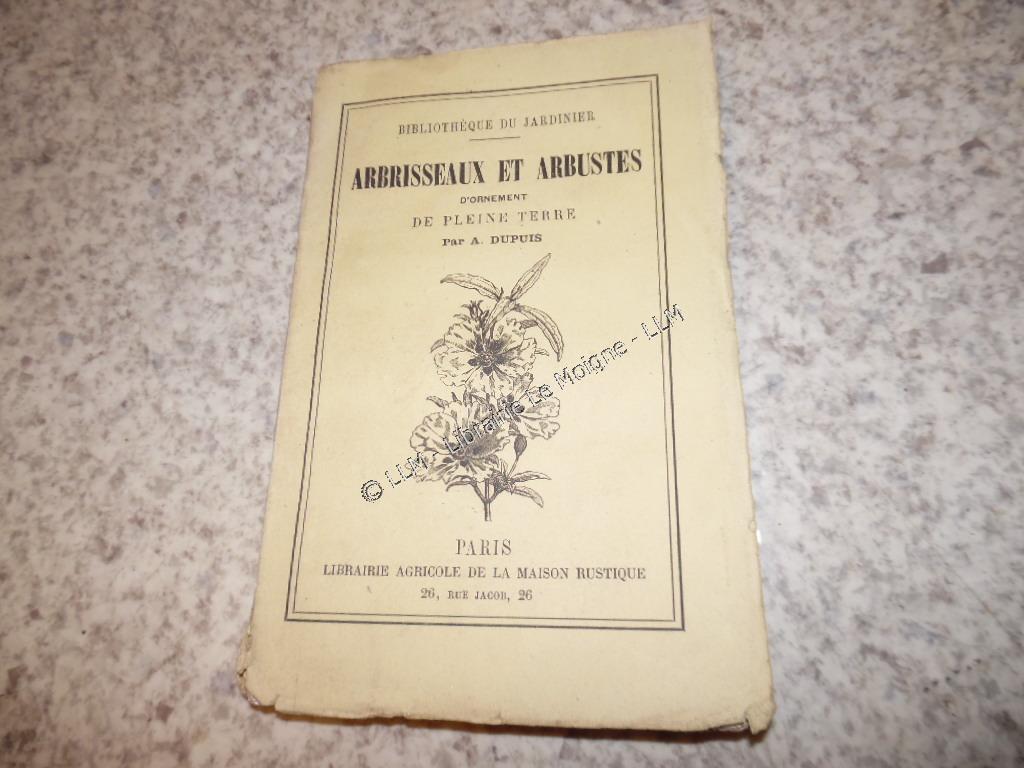 BIBLIOTHÈQUE DU JARDINIER
ARBRISSEAUX ET ARBUSTES
D'ORNEMENT
DE PLEINE TERRE
Par A. DUPUIS
© LLM - Librairie Le Moigne - LLM
PARIS
LIBRAIRIE AGRICOLE DE LA MAISON RUSTIQUE
26, RUE JACOB, 26